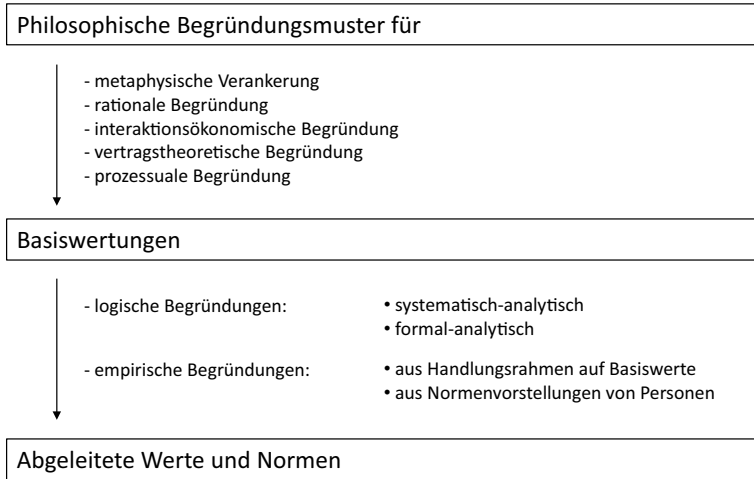 Philosophische Begründungsmuster für
- metaphysische Verankerung
- rationale Begründung
- interaktionsökonomische Begründung
- vertragstheoretische Begründung
- prozessuale Begründung
Basiswertungen
- logische Begründungen: • systematisch-analytisch
• formal-analytisch
- empirische Begründungen: • aus Handlungsrahmen auf Basiswerte
• aus Normenvorstellungen von Personen
Abgeleitete Werte und Normen